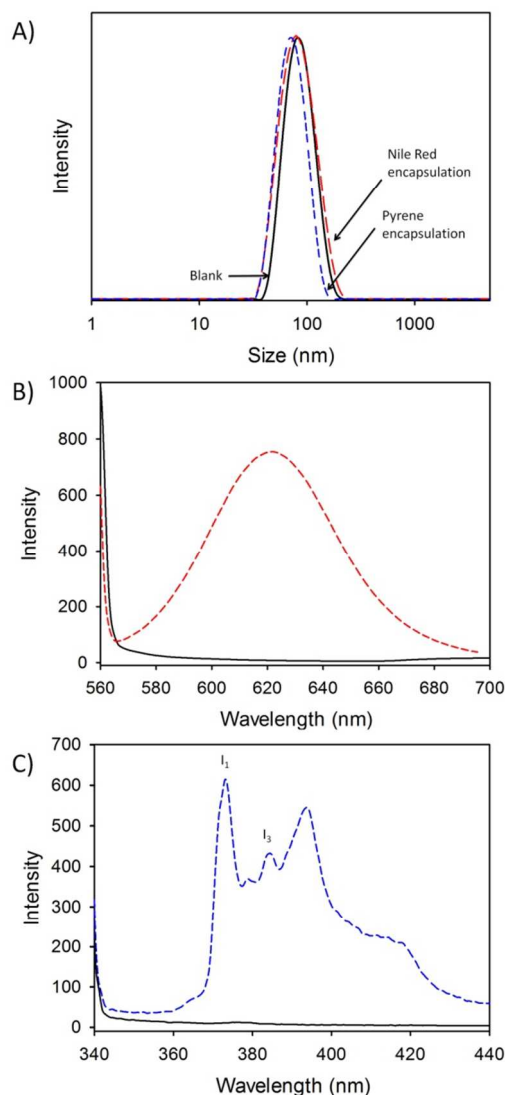 A)
Intensity
Nile Red
encapsulation
Pyrene
encapsulation
Blank
1 10 100 1000
Size (nm)
B)
1000
800
600
400
200
0
Intensity
560 580 600 620 640 660 680 700
Wavelength (nm)
C)
700
600
500
400
300
200
100
0
Intensity
I₁
I₃
340 360 380 400 420 440
Wavelength (nm)